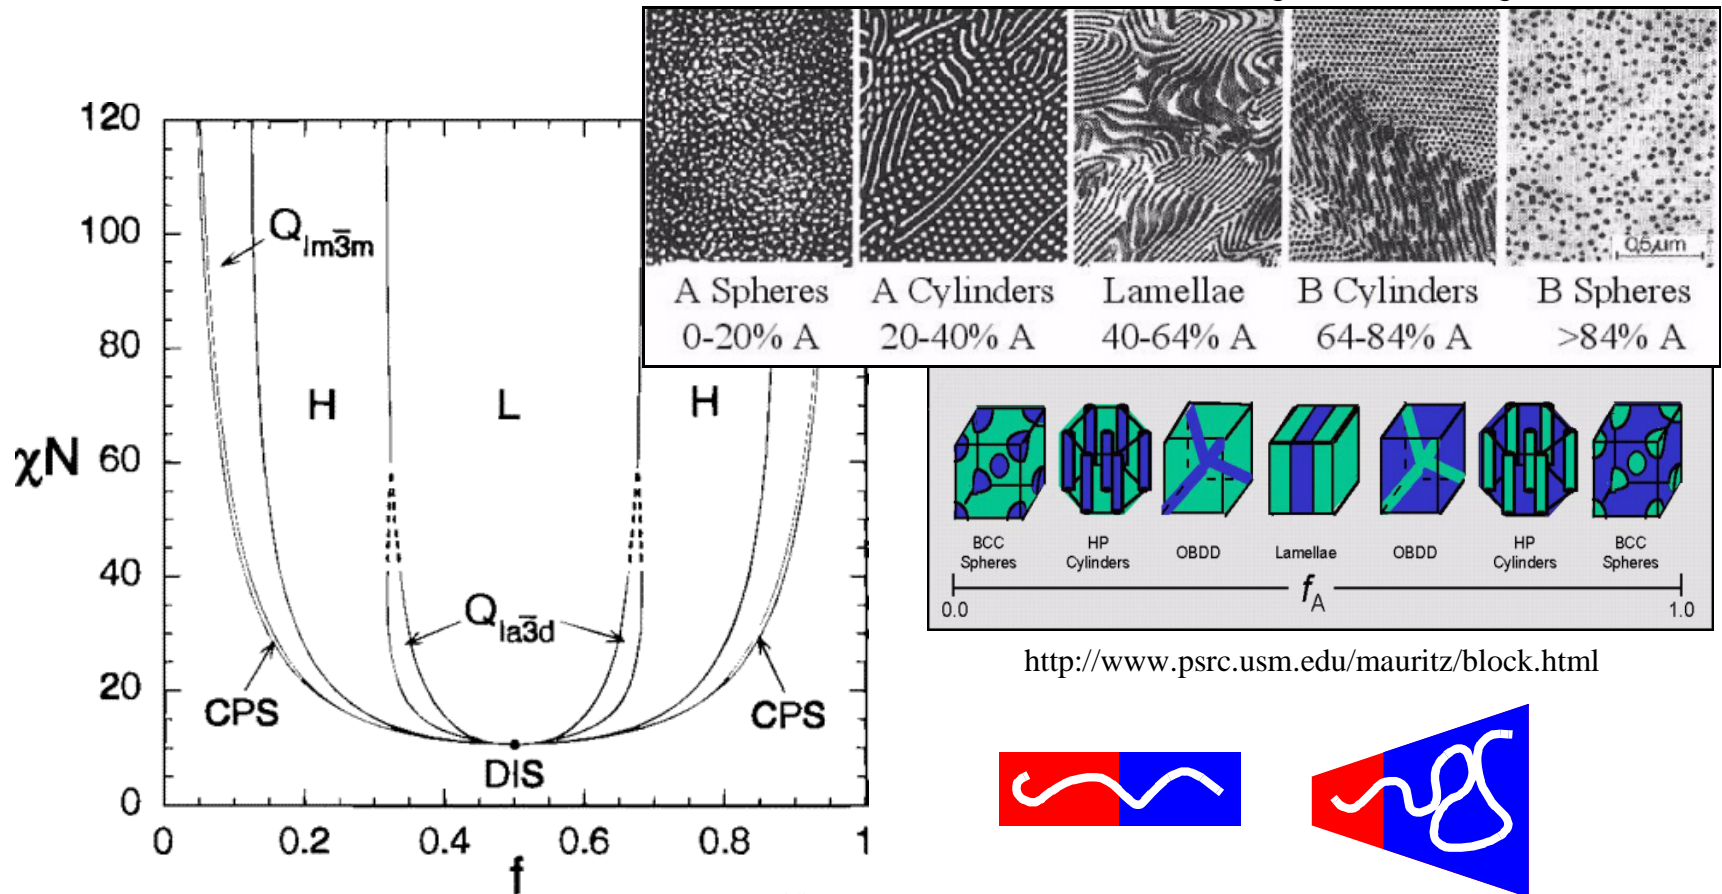 120
100
80
60
40
20
0
χN
0
0.2
0.4
0.6
0.8
1
f
Q Im3̅m
H
L
H
Q Ia3̅d
CPS
CPS
DIS
0.5µm
A Spheres A Cylinders Lamellae B Cylinders B Spheres
0-20% A 20-40% A 40-64% A 64-84% A >84% A
BCC Spheres
HP Cylinders
OBDD
Lamellae
OBDD
HP Cylinders
BCC Spheres
0.0
fA
1.0
http://www.psrc.usm.edu/mauritz/block.html